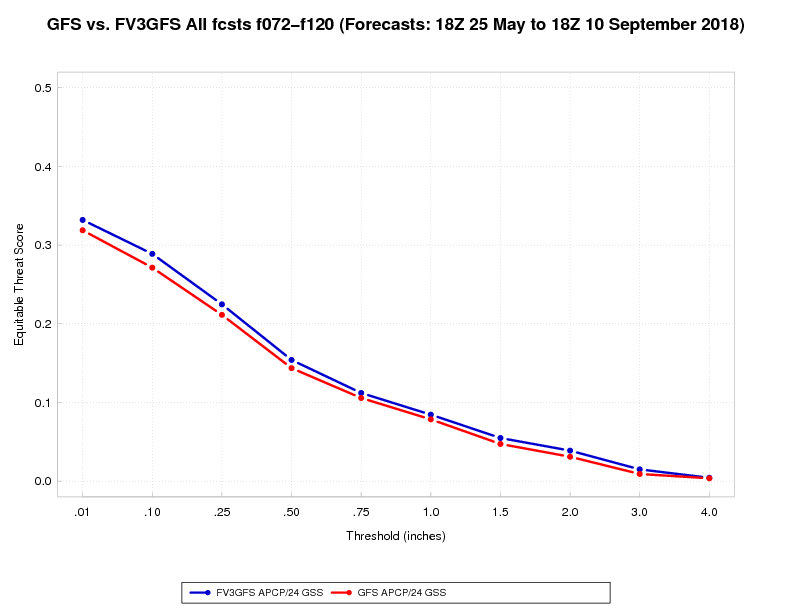 GFS vs. FV3GFS All fcsts f072–f120 (Forecasts: 18Z 25 May to 18Z 10 September 2018)
0.5
0.4
0.3
0.2
0.1
0.0
Equitable Threat Score
.01 .10 .25 .50 .75 1.0 1.5 2.0 3.0 4.0
Threshold (inches)
FV3GFS APCP/24 GSS GFS APCP/24 GSS